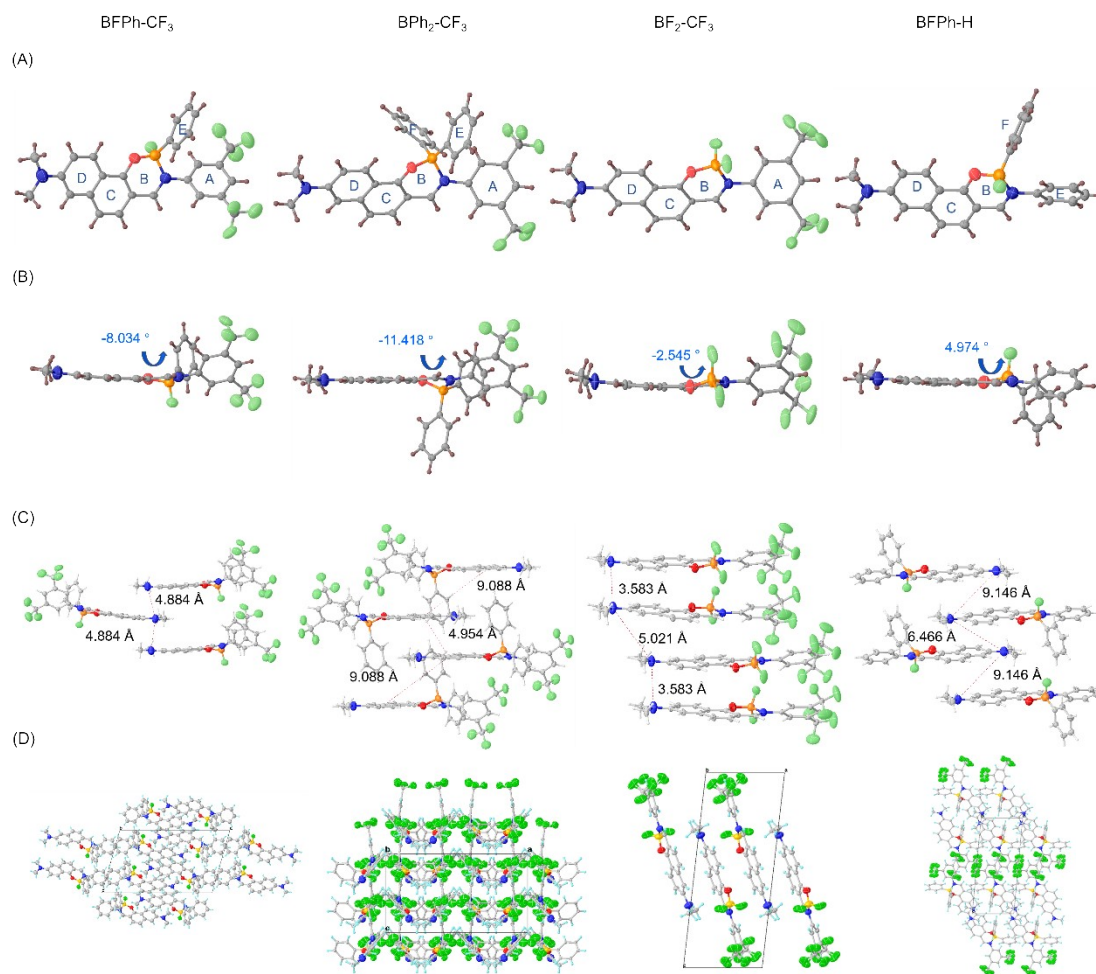 BFPh-CF₃ BPh₂-CF₃ BF₂-CF₃ BFPh-H
(A)
E D C B A
F E D C B A
D C B A
F D C B E
(B)
-8.034 ° -11.418 ° -2.545 ° 4.974 °
(C)
4.884 Å
4.884 Å
9.088 Å
4.954 Å
9.088 Å
3.583 Å
5.021 Å
3.583 Å
9.146 Å
6.466 Å
9.146 Å
(D)
b a
c
a